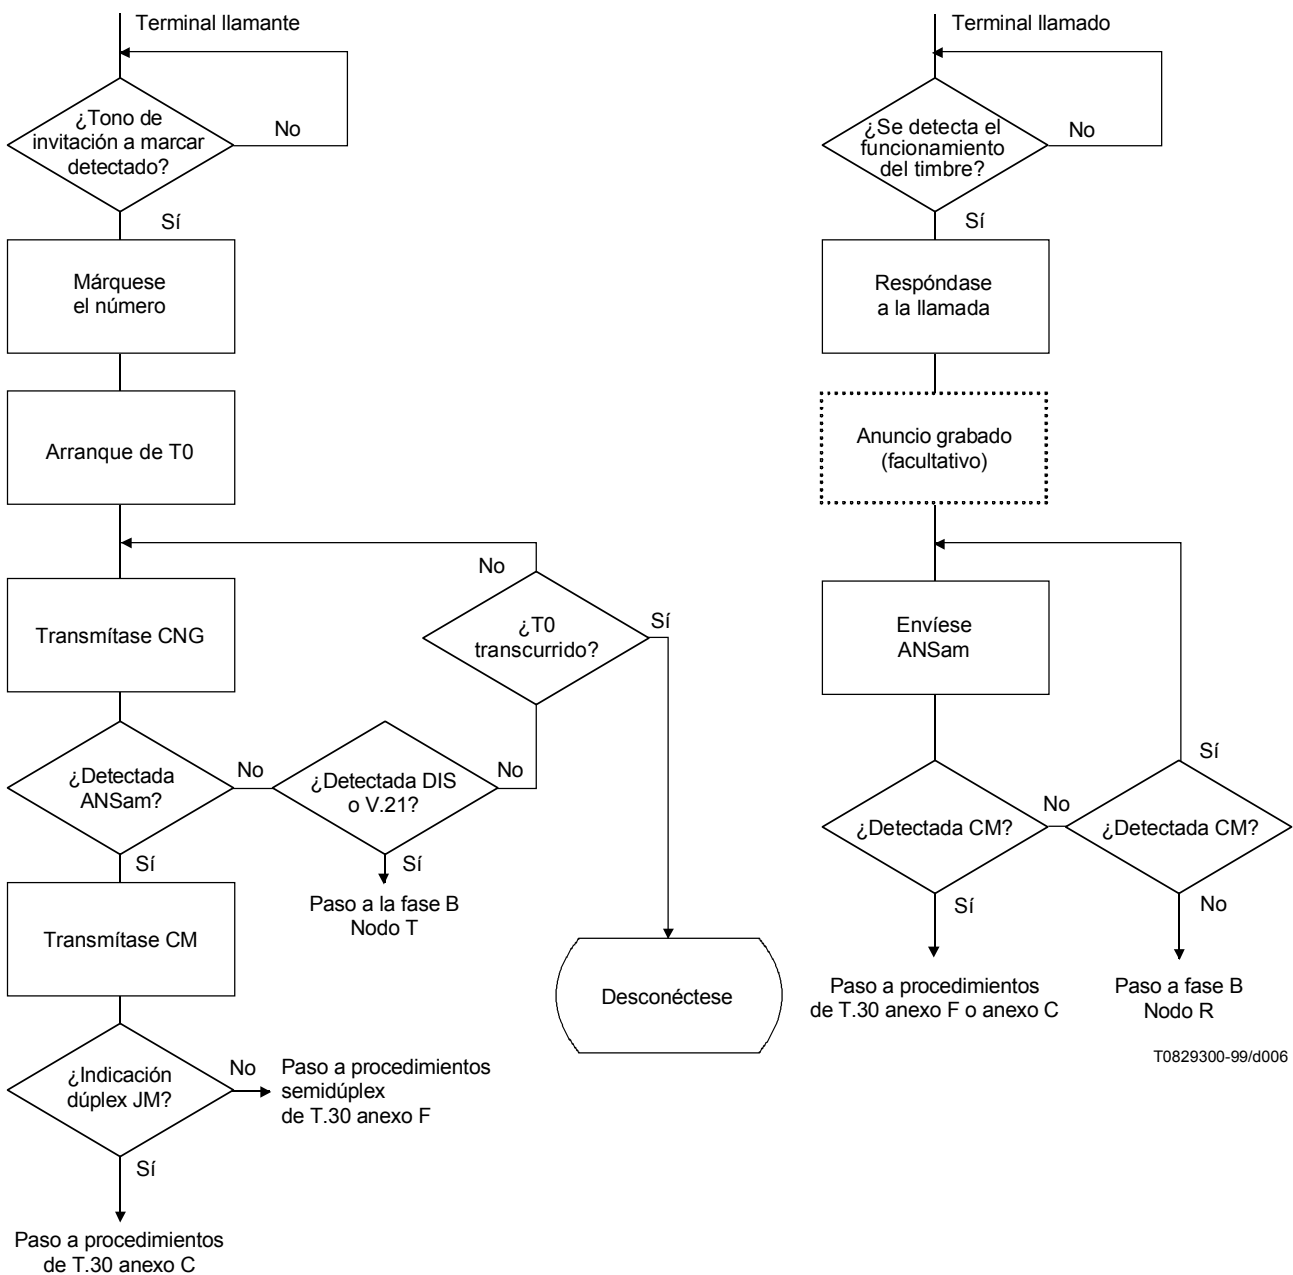 Terminal llamante
¿Tono de
invitación a marcar
detectado?
No
Sí
Márquese
el número
Arranque de T0
Transmítase CNG
¿Detectada
ANSam?
No
Sí
¿Detectada DIS
o V.21?
No
Sí
Paso a la fase B
Nodo T
¿T0
transcurrido?
No
Sí
Desconéctese
Transmítase CM
¿Indicación
dúplex JM?
No
Paso a procedimientos
semidúplex
de T.30 anexo F
Sí
Paso a procedimientos
de T.30 anexo C
Terminal llamado
¿Se detecta el
funcionamiento
del timbre?
No
Sí
Respóndase
a la llamada
Anuncio grabado
(facultativo)
Envíese
ANSam
¿Detectada CM?
No
Sí
Paso a procedimientos
de T.30 anexo F o anexo C
¿Detectada CM?
Sí
No
Paso a fase B
Nodo R
T0829300-99/d006